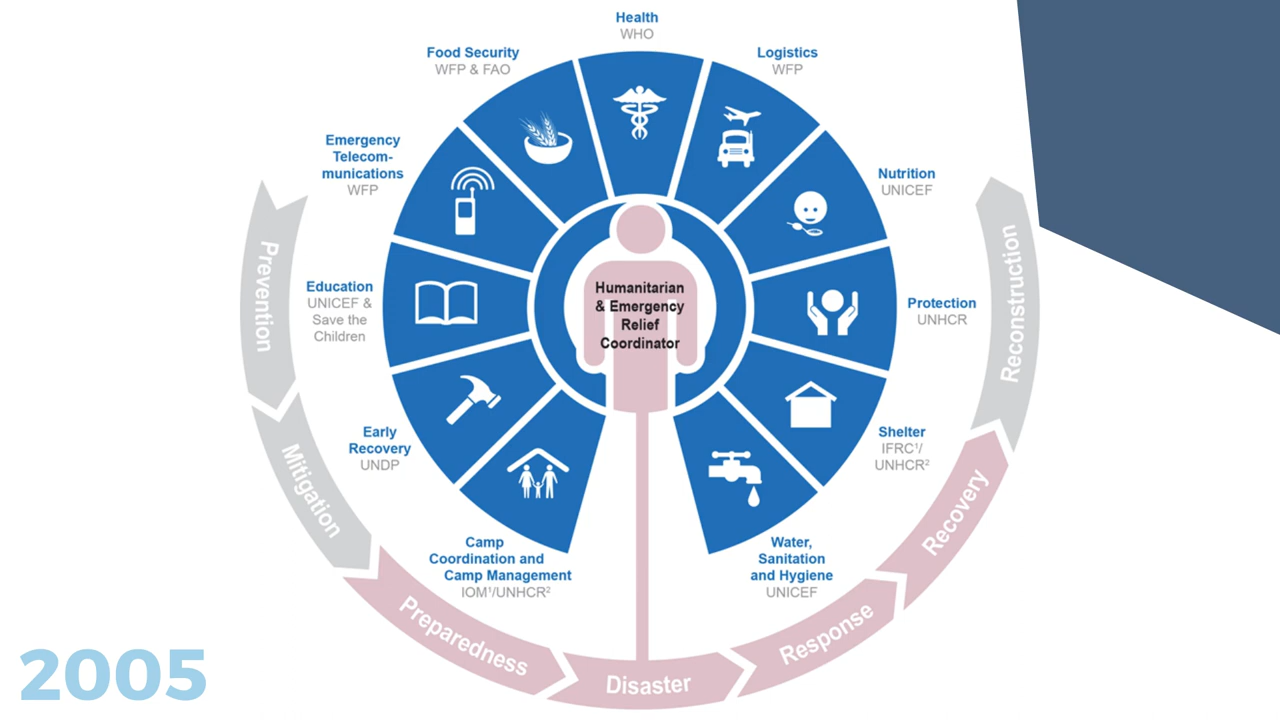 Health
WHO
Logistics
WFP
Nutrition
UNICEF
Protection
UNHCR
Shelter
IFRC¹/
UNHCR²
Water,
Sanitation
and Hygiene
UNICEF
Camp
Coordination and
Camp Management
IOM¹/UNHCR²
Early
Recovery
UNDP
Education
UNICEF &
Save the
Children
Emergency
Telecom-
munications
WFP
Food Security
WFP & FAO
Humanitarian
& Emergency
Relief
Coordinator
Prevention
Mitigation
Preparedness
Disaster
Response
Recovery
Reconstruction
2005